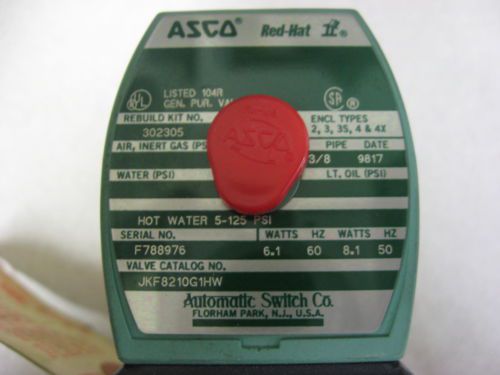 ASCO Red-Hat II®
LISTED 104R
GEN. PUR.
REBUILD KIT NO. ENCL TYPES
302305 2, 3, 3S, 4 & 4X
AIR, INERT GAS PIPE DATE
3/8 9817
WATER (PSI) LT. OIL (PSI)
ASCO
HOT WATER 5-125 PSI
SERIAL NO. WATTS HZ WATTS HZ
F788976 6.1 60 8.1 50
VALVE CATALOG NO.
JKF8210G1HW
Automatic Switch Co.
FLORHAM PARK, N.J., U.S.A.